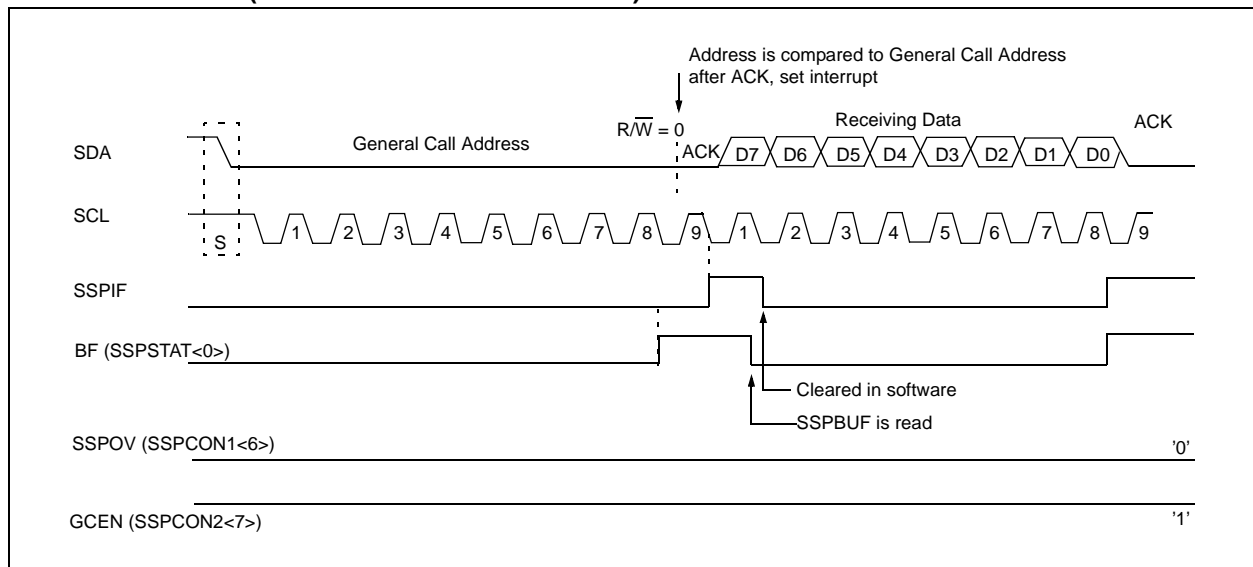 Address is compared to General Call Address
after ACK, set interrupt
R/W̅ = 0
Receiving Data
ACK
SDA
General Call Address
ACK
D7 D6 D5 D4 D3 D2 D1 D0
SCL
S
1 2 3 4 5 6 7 8 9 1 2 3 4 5 6 7 8 9
SSPIF
BF (SSPSTAT<0>)
Cleared in software
SSPBUF is read
SSPOV (SSPCON1<6>)
'0'
GCEN (SSPCON2<7>)
'1'